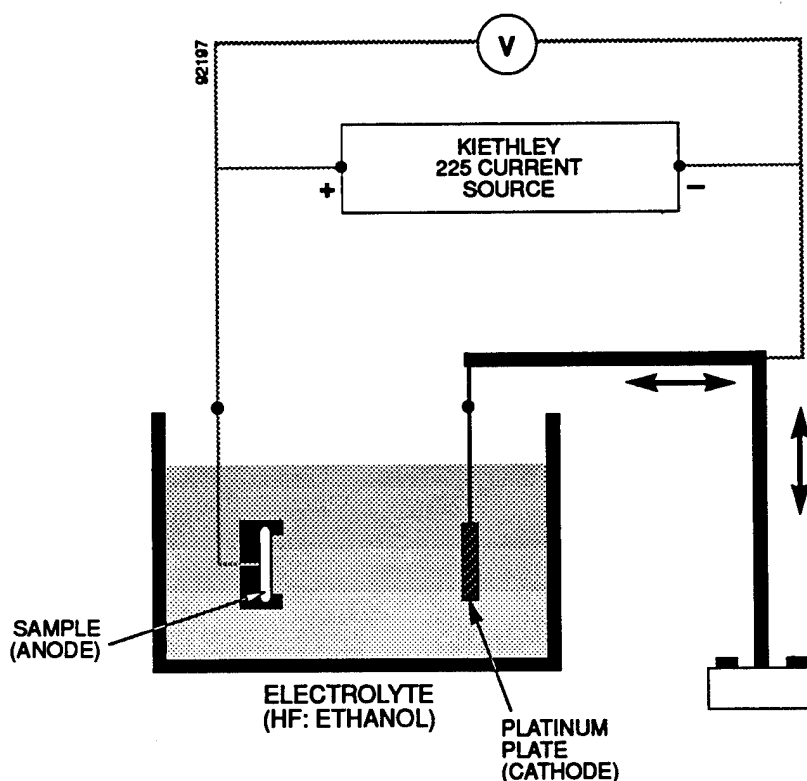 92197
V
KIETHLEY
225 CURRENT
SOURCE
+
−
SAMPLE
(ANODE)
ELECTROLYTE
(HF: ETHANOL)
PLATINUM
PLATE
(CATHODE)